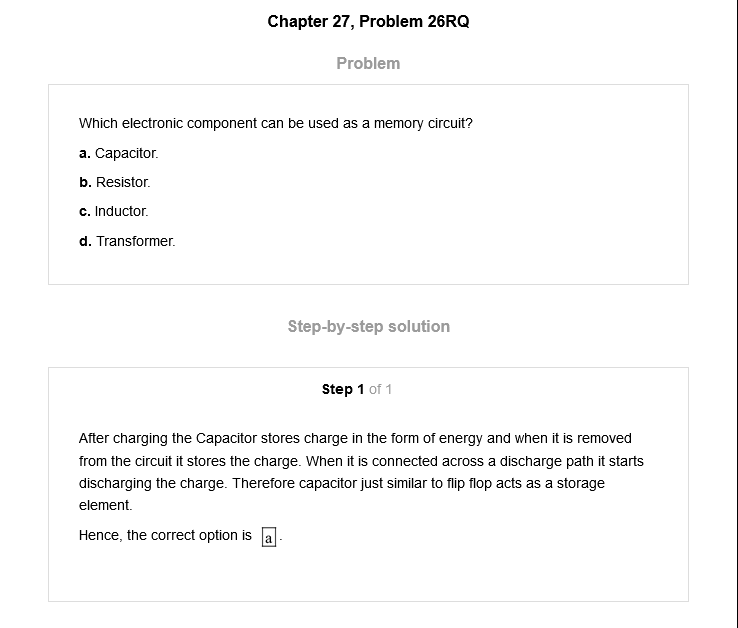 Chapter 27, Problem 26RQ
Problem
Which electronic component can be used as a memory circuit?
a. Capacitor.
b. Resistor.
c. Inductor.
d. Transformer.
Step-by-step solution
Step 1 of 1
After charging the Capacitor stores charge in the form of energy and when it is removed
from the circuit it stores the charge. When it is connected across a discharge path it starts
discharging the charge. Therefore capacitor just similar to flip flop acts as a storage
element.
Hence, the correct option is a.